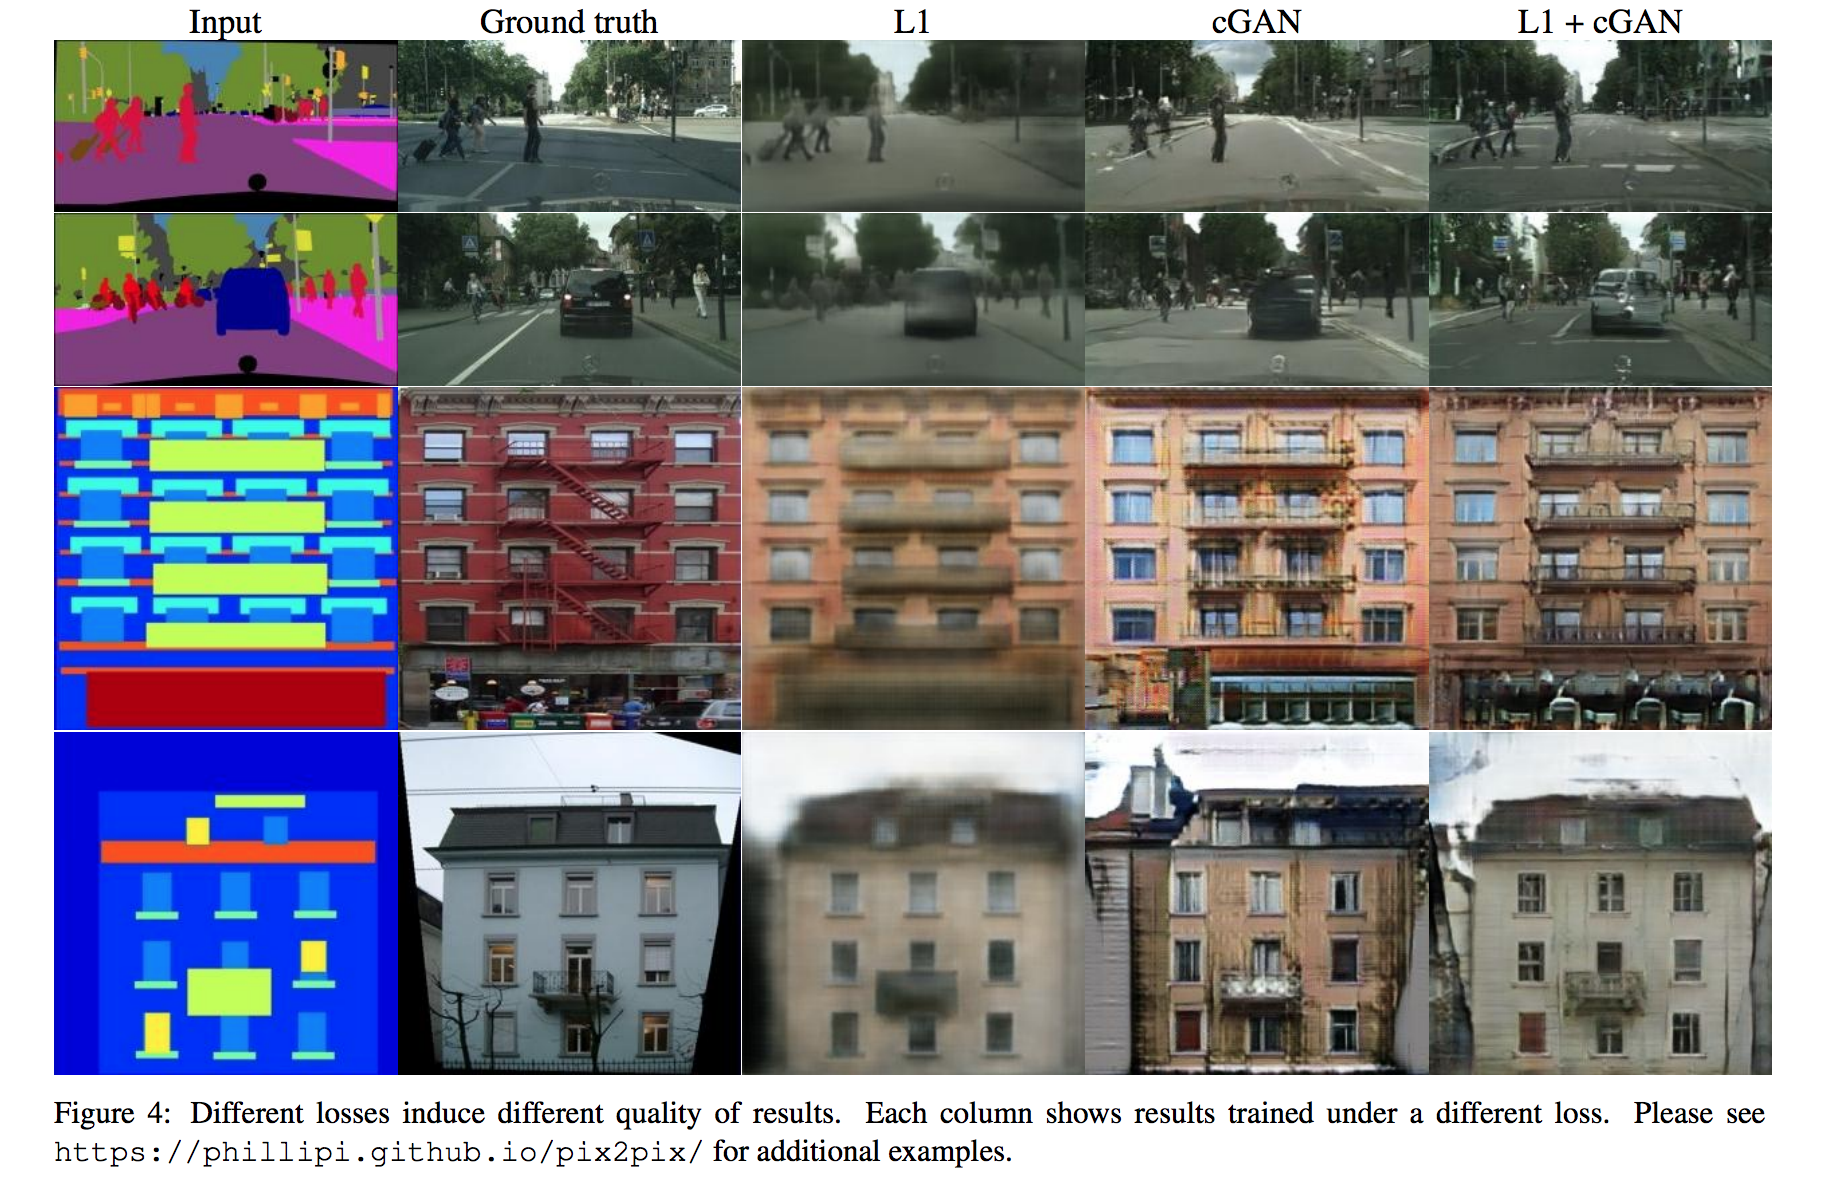 Input Ground truth L1 cGAN L1 + cGAN
Figure 4: Different losses induce different quality of results. Each column shows results trained under a different loss. Please see
https://phillipi.github.io/pix2pix/ for additional examples.